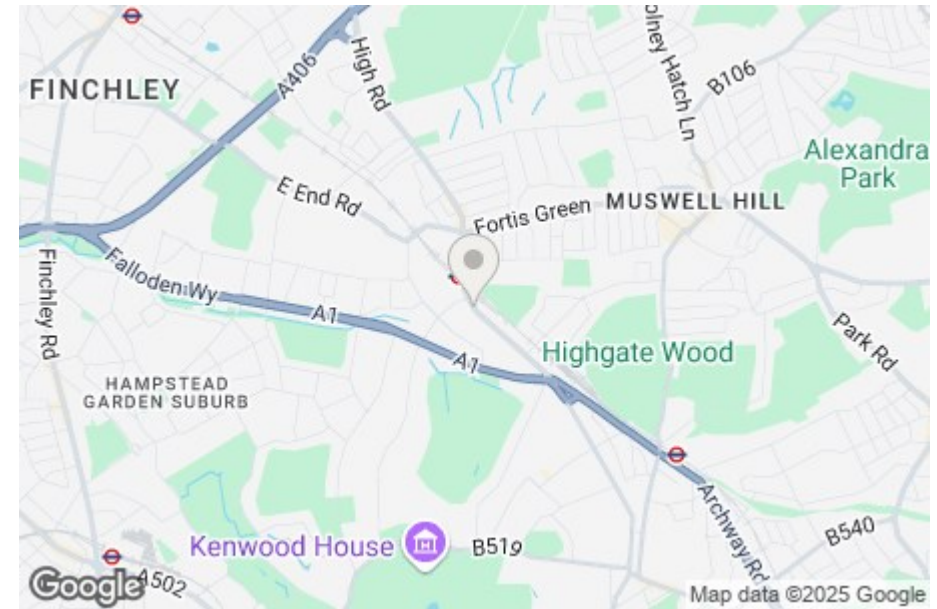 FINCHLEY
A406
High Rd
olney Hatch Ln
B106
Alexandra
Park
E End Rd
Fortis Green
MUSWELL HILL
Finchley Rd
Falloden Wy
A1
A1
Highgate Wood
Park Rd
HAMPSTEAD
GARDEN SUBURB
Archway Rd
Kenwood House
B519
B540
A502
Google
Map data ©2025 Google